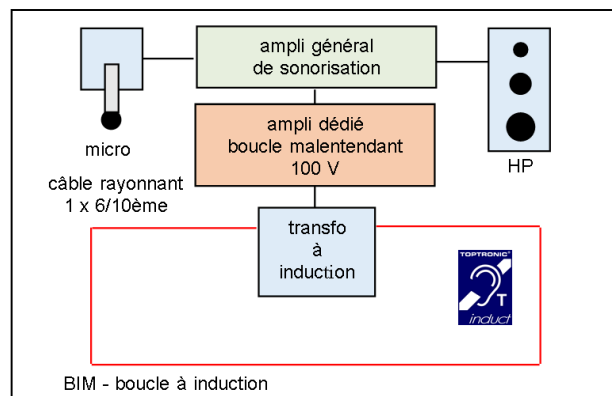 ampli général
de sonorisation
micro
HP
ampli dédié
boucle malentendant
100 V
câble rayonnant
1 x 6/10ème
transfo
à
induction
TOPTRONIC®
T
induct
BIM - boucle à induction